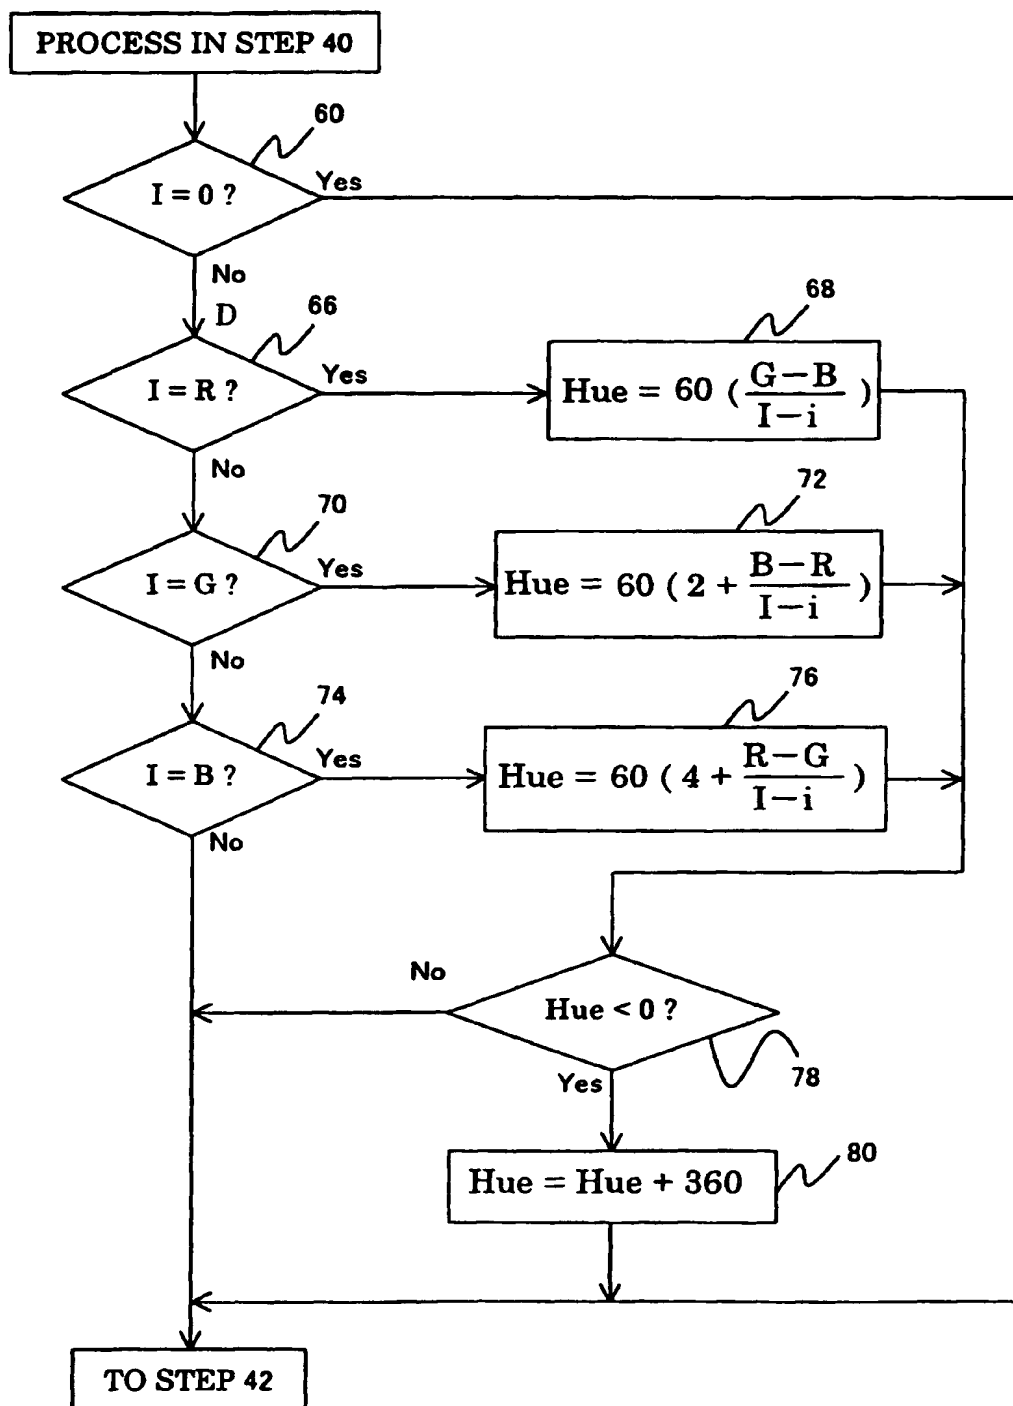 PROCESS IN STEP 40
60
I = 0 ?
Yes
No
D
66
I = R ?
Yes
68
Hue = 60 ( G-B / I-i )
No
70
I = G ?
Yes
72
Hue = 60 ( 2 + B-R / I-i )
No
74
I = B ?
Yes
76
Hue = 60 ( 4 + R-G / I-i )
No
No
Hue < 0 ?
78
Yes
80
Hue = Hue + 360
TO STEP 42